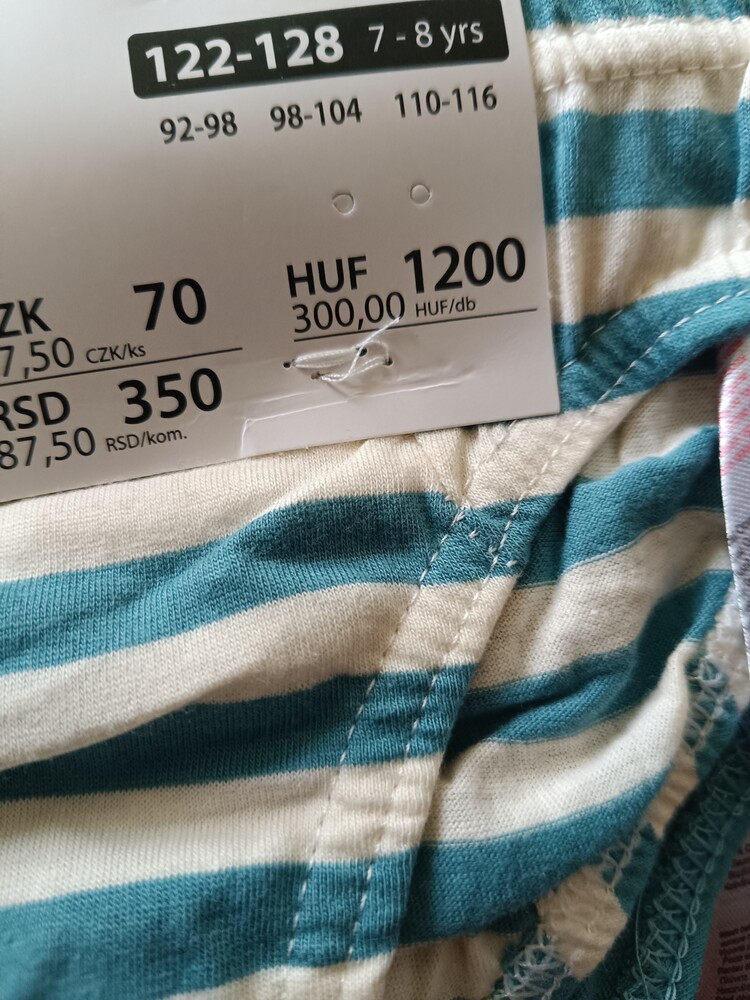 122-128 7 - 8 yrs
92-98 98-104 110-116
ZK 70
7,50 CZK/ks
HUF 1200
300,00 HUF/db
RSD 350
87,50 RSD/kom.